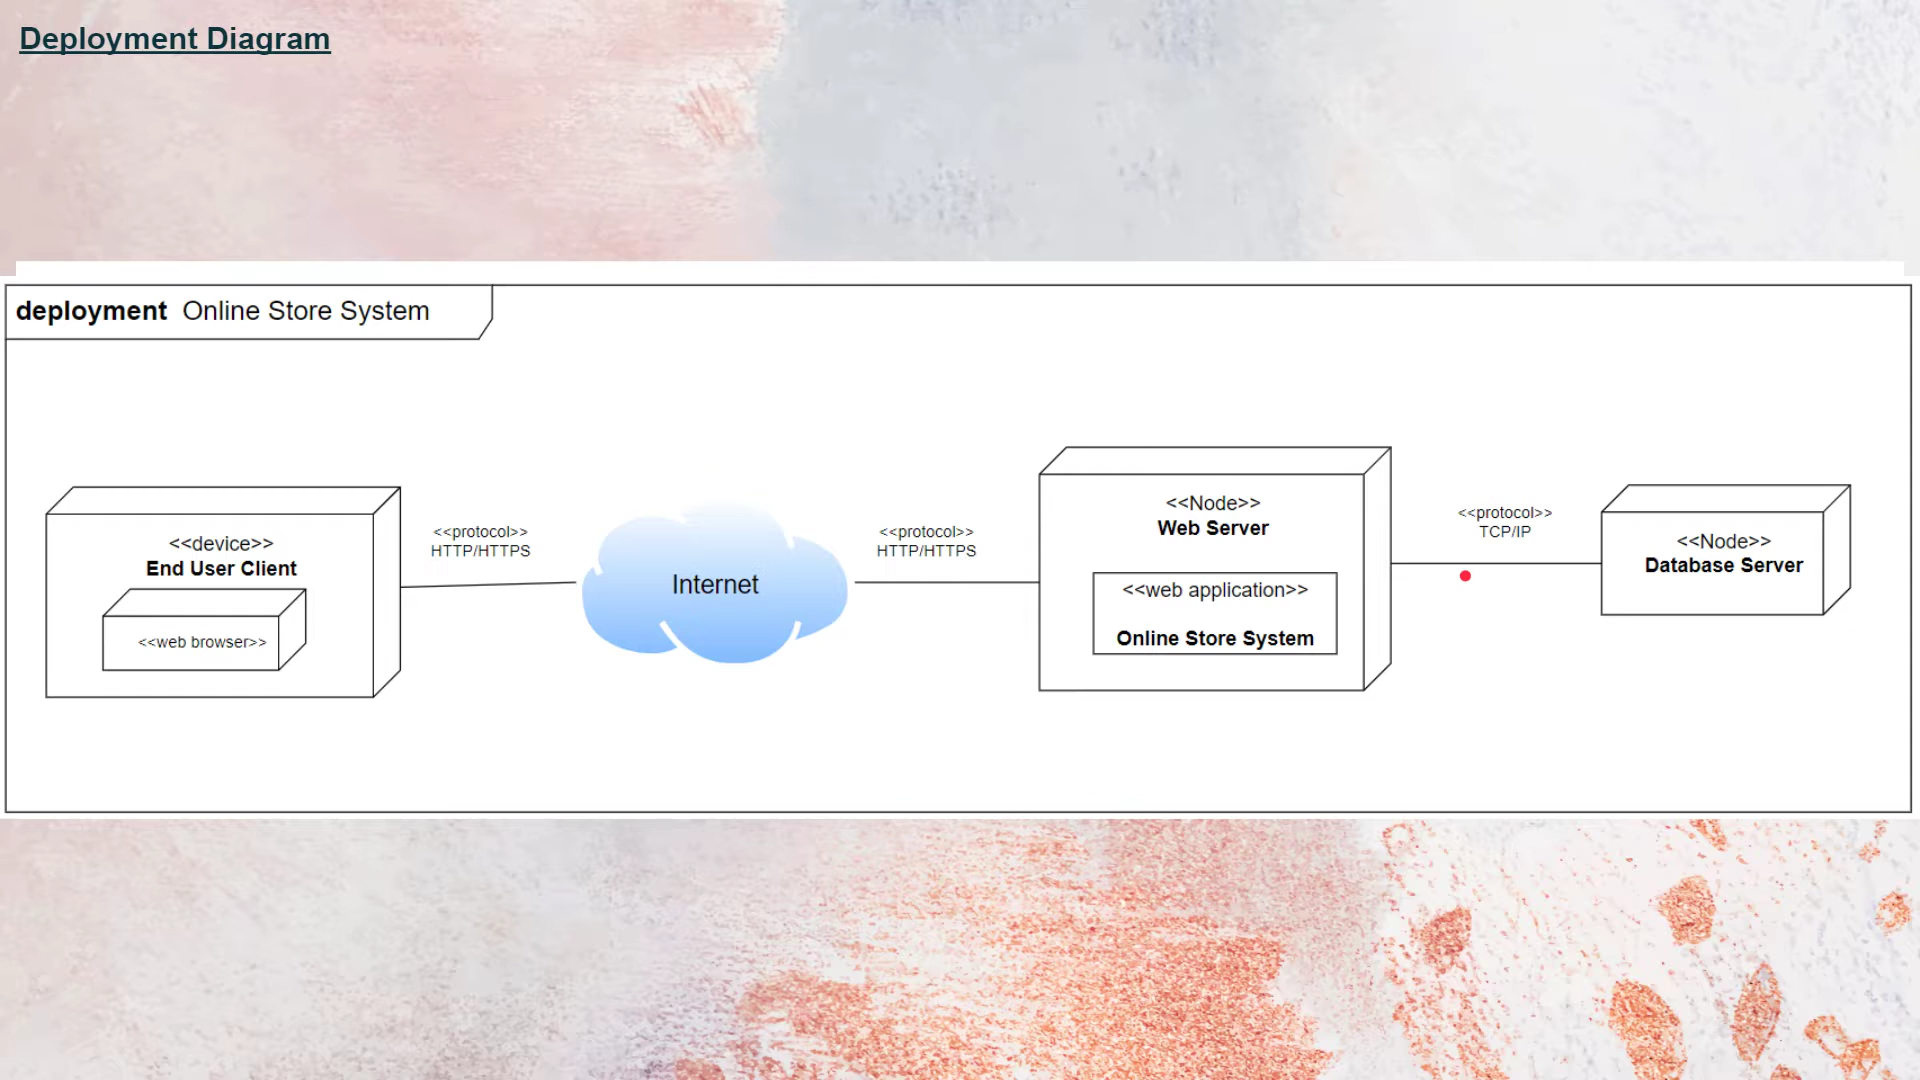 Deployment Diagram
deployment Online Store System
<<device>>
End User Client
<<web browser>>
<<protocol>>
HTTP/HTTPS
Internet
<<protocol>>
HTTP/HTTPS
<<Node>>
Web Server
<<web application>>
Online Store System
<<protocol>>
TCP/IP
<<Node>>
Database Server